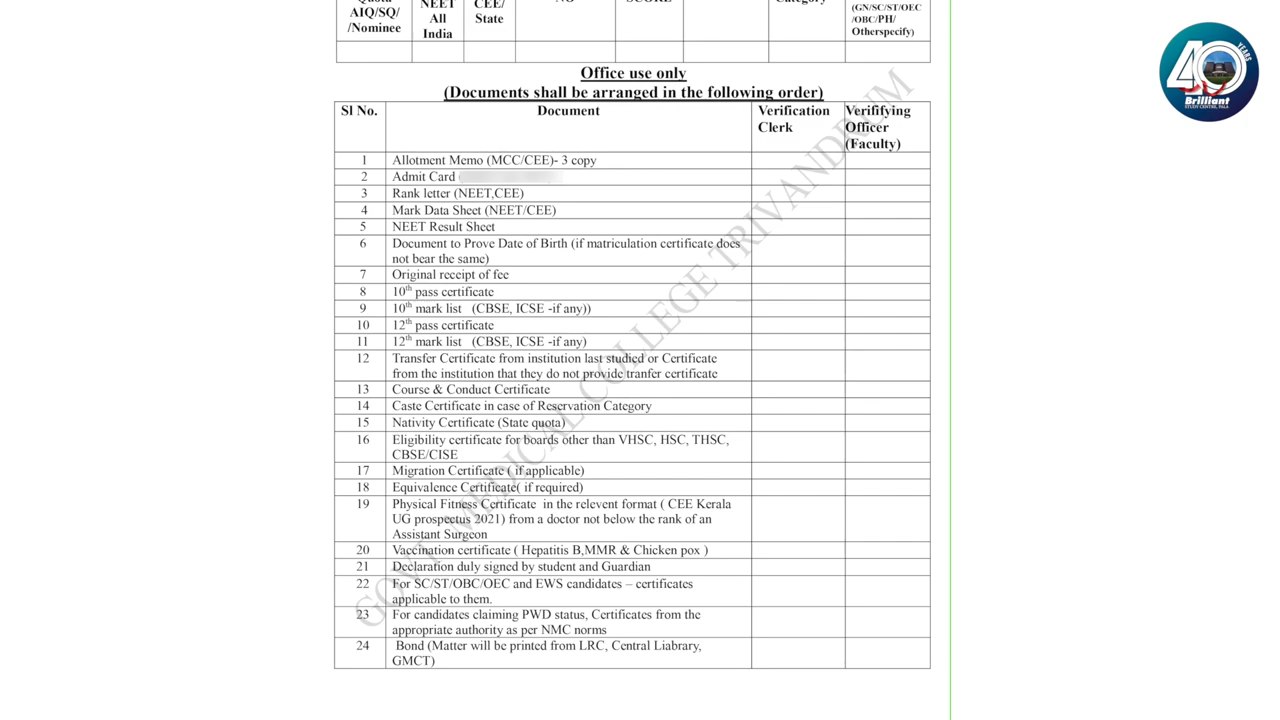 Quota
AIQ/SQ/
/Nominee
NEET
All
India
CEE/
State
NO
SCORE
Category
(GN/SC/ST/OEC
/OBC/PH/
Otherspecify)
Office use only
(Documents shall be arranged in the following order)
Sl No. Document Verification Clerk Verififying Officer (Faculty)
1 Allotment Memo (MCC/CEE)- 3 copy
2 Admit Card
3 Rank letter (NEET,CEE)
4 Mark Data Sheet (NEET/CEE)
5 NEET Result Sheet
6 Document to Prove Date of Birth (if matriculation certificate does
not bear the same)
7 Original receipt of fee
8 10th pass certificate
9 10th mark list (CBSE, ICSE -if any))
10 12th pass certificate
11 12th mark list (CBSE, ICSE -if any)
12 Transfer Certificate from institution last studied or Certificate
from the institution that they do not provide tranfer certificate
13 Course & Conduct Certificate
14 Caste Certificate in case of Reservation Category
15 Nativity Certificate (State quota)
16 Eligibility certificate for boards other than VHSC, HSC, THSC,
CBSE/CISE
17 Migration Certificate ( if applicable)
18 Equivalence Certificate( if required)
19 Physical Fitness Certificate in the relevent format ( CEE Kerala
UG prospectus 2021) from a doctor not below the rank of an
Assistant Surgeon
20 Vaccination certificate ( Hepatitis B,MMR & Chicken pox )
21 Declaration duly signed by student and Guardian
22 For SC/ST/OBC/OEC and EWS candidates – certificates
applicable to them.
23 For candidates claiming PWD status, Certificates from the
appropriate authority as per NMC norms
24 Bond (Matter will be printed from LRC, Central Liabrary,
GMCT)
GOVT. MEDICAL COLLEGE TRIVANDRUM
40 YEARS
Brilliant
STUDY CENTRE, PALA